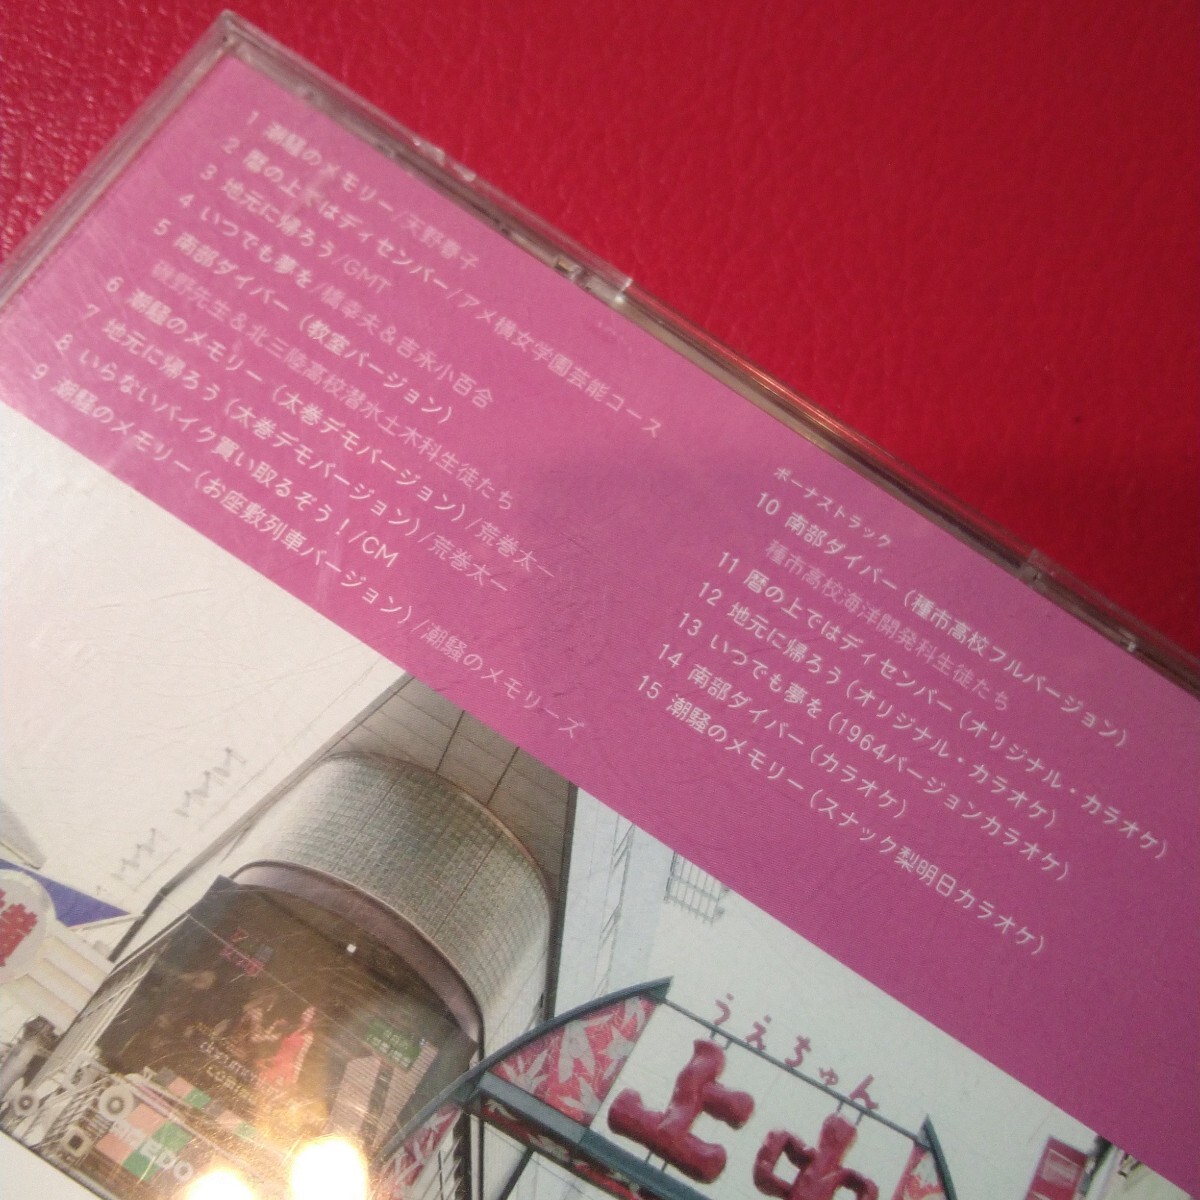 1 潮騒のメモリー/天野春子
2 暦の上ではディセンバー/アメ横女学園芸能コース
3 地元に帰ろう/GMT
4 いつでも夢を/橋幸夫&吉永小百合
5 南部ダイバー(教室バージョン)
磯野先生&北三陸高校潜水土木科生徒たち
6 潮騒のメモリー(太巻デモバージョン)/荒巻太一
7 地元に帰ろう(太巻デモバージョン)/荒巻太一
8 いらないバイク買い取るぞう!/CM
9 潮騒のメモリー(お座敷列車バージョン)/潮騒のメモリーズ
ボーナストラック
10 南部ダイバー(種市高校フルバージョン)
種市高校海洋開発科生徒たち
11 暦の上ではディセンバー(オリジナル・カラオケ)
12 地元に帰ろう(オリジナル・カラオケ)
13 いつでも夢を(1964バージョンカラオケ)
14 南部ダイバー(カラオケ)
15 潮騒のメモリー(スナック梨明日カラオケ)
うえちゅん
上中